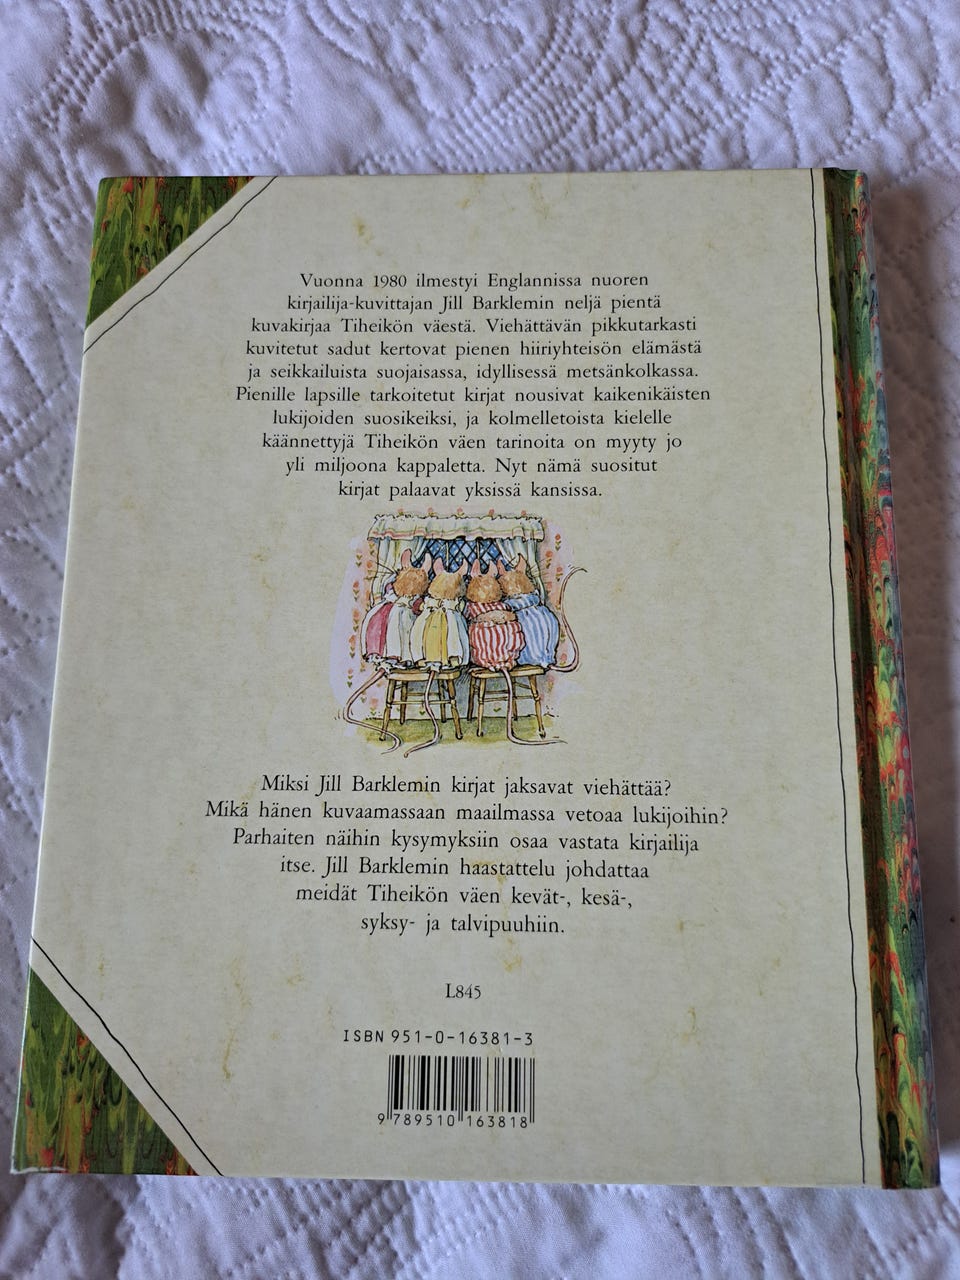 Vuonna 1980 ilmestyi Englannissa nuoren
kirjailija-kuvittajan Jill Barklemin neljä pientä
kuvakirjaa Tiheikön väestä. Viehättävän pikkutarkasti
kuvitetut sadut kertovat pienen hiiriyhteisön elämästä
ja seikkailuista suojaisassa, idyllisessä metsänkolkassa.
Pienille lapsille tarkoitetut kirjat nousivat kaikenikäisten
lukijoiden suosikeiksi, ja kolmelletoista kielelle
käännettyjä Tiheikön väen tarinoita on myyty jo
yli miljoona kappaletta. Nyt nämä suositut
kirjat palaavat yksissä kansissa.
Miksi Jill Barklemin kirjat jaksavat viehättää?
Mikä hänen kuvaamassaan maailmassa vetoaa lukijoihin?
Parhaiten näihin kysymyksiin osaa vastata kirjailija
itse. Jill Barklemin haastattelu johdattaa
meidät Tiheikön väen kevät-, kesä-,
syksy- ja talvipuuhiin.
L845
ISBN 951-0-16381-3
9 789510 163818